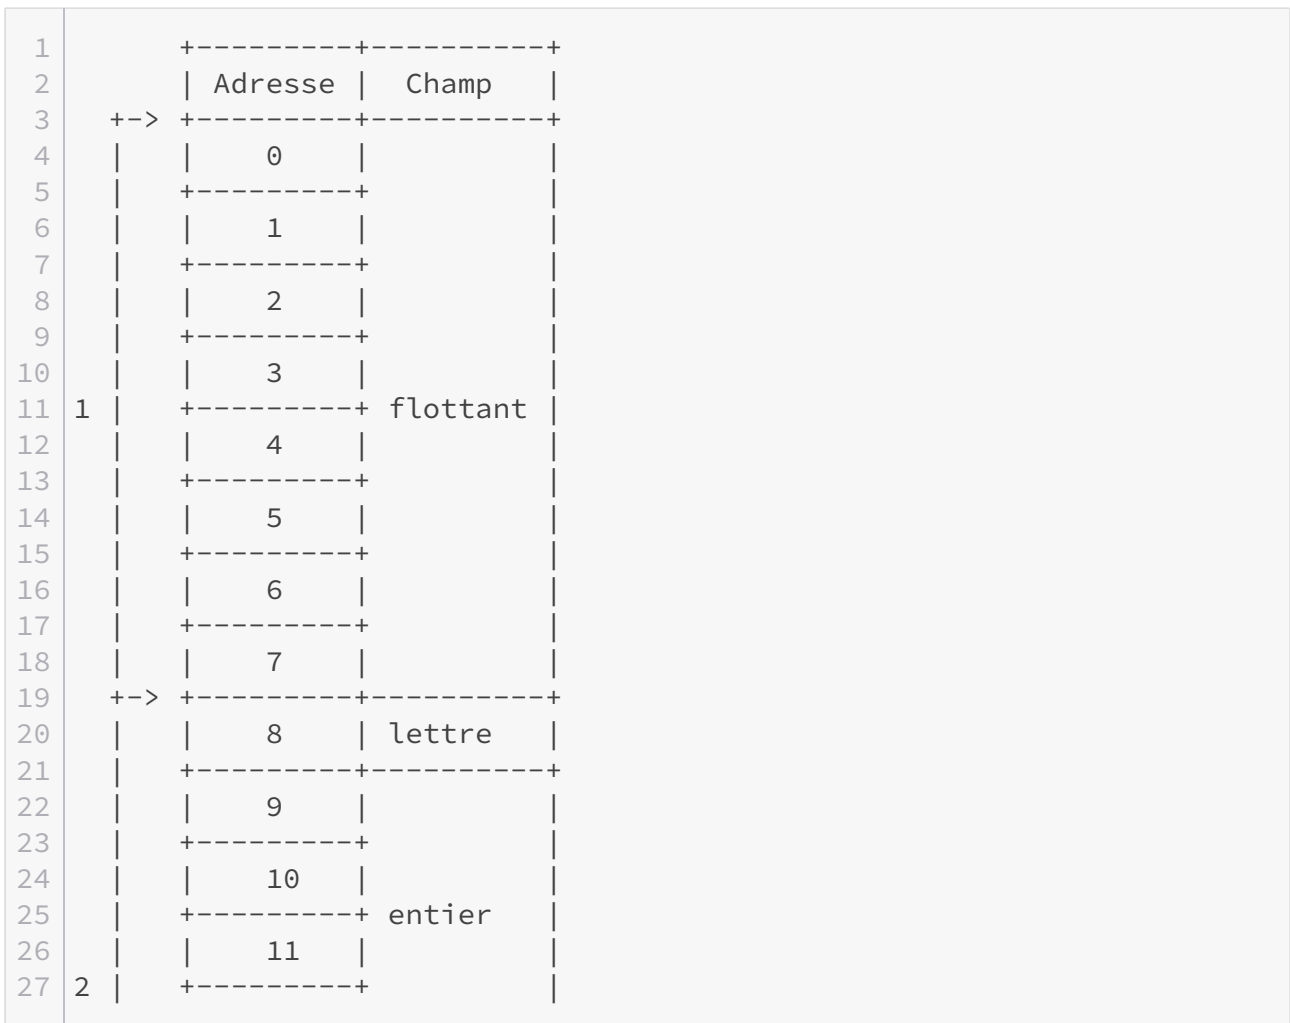 1        +---------+----------+
2        | Adresse |  Champ   |
3    +-> +---------+----------+
4    |   |    0    |          |
5    |   +---------+          |
6    |   |    1    |          |
7    |   +---------+          |
8    |   |    2    |          |
9    |   +---------+          |
10   |   |    3    |          |
11 1 |   +---------+ flottant |
12   |   |    4    |          |
13   |   +---------+          |
14   |   |    5    |          |
15   |   +---------+          |
16   |   |    6    |          |
17   |   +---------+          |
18   |   |    7    |          |
19   +-> +---------+----------+
20   |   |    8    | lettre   |
21   |   +---------+----------+
22   |   |    9    |          |
23   |   +---------+          |
24   |   |    10   |          |
25   |   +---------+ entier   |
26   |   |    11   |          |
27 2 |   +---------+          |